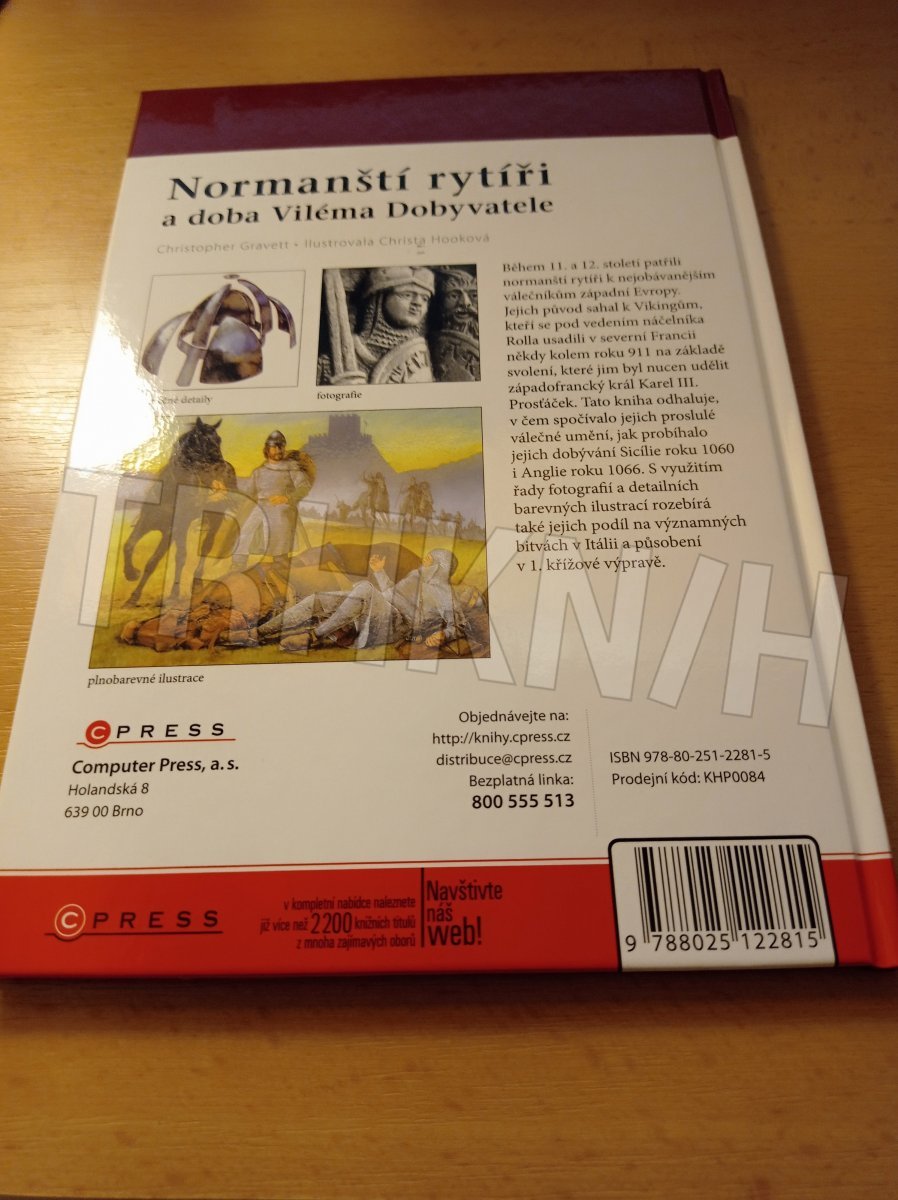 Normanští rytíři
a doba Viléma Dobyvatele
Christopher Gravett • Ilustrovala Christa Hooková
detaily
fotografie
plnobarevné ilustrace
Během 11. a 12. století patřili
normanští rytíři k nejobávanějším
válečníkům západní Evropy.
Jejich původ sahal k Vikingům,
kteří se pod vedením náčelníka
Rolla usadili v severní Francii
někdy kolem roku 911 na základě
svolení, které jim byl nucen udělit
západofrancký král Karel III.
Prosťáček. Tato kniha odhaluje,
v čem spočívalo jejich proslulé
válečné umění, jak probíhalo
jejich dobývání Sicílie roku 1060
i Anglie roku 1066. S využitím
řady fotografií a detailních
barevných ilustrací rozebírá
také jejich podíl na významných
bitvách v Itálii a působení
v 1. křížové výpravě.
CPRESS
Computer Press, a. s.
Holandská 8
639 00 Brno
Objednávejte na:
http://knihy.cpress.cz
distribuce@cpress.cz
Bezplatná linka:
800 555 513
ISBN 978-80-251-2281-5
Prodejní kód: KHP0084
CPRESS
v kompletní nabídce naleznete
již více než 2200 knižních titulů
z mnoha zajímavých oborů
Navštivte
náš
web!
9 788025 122815